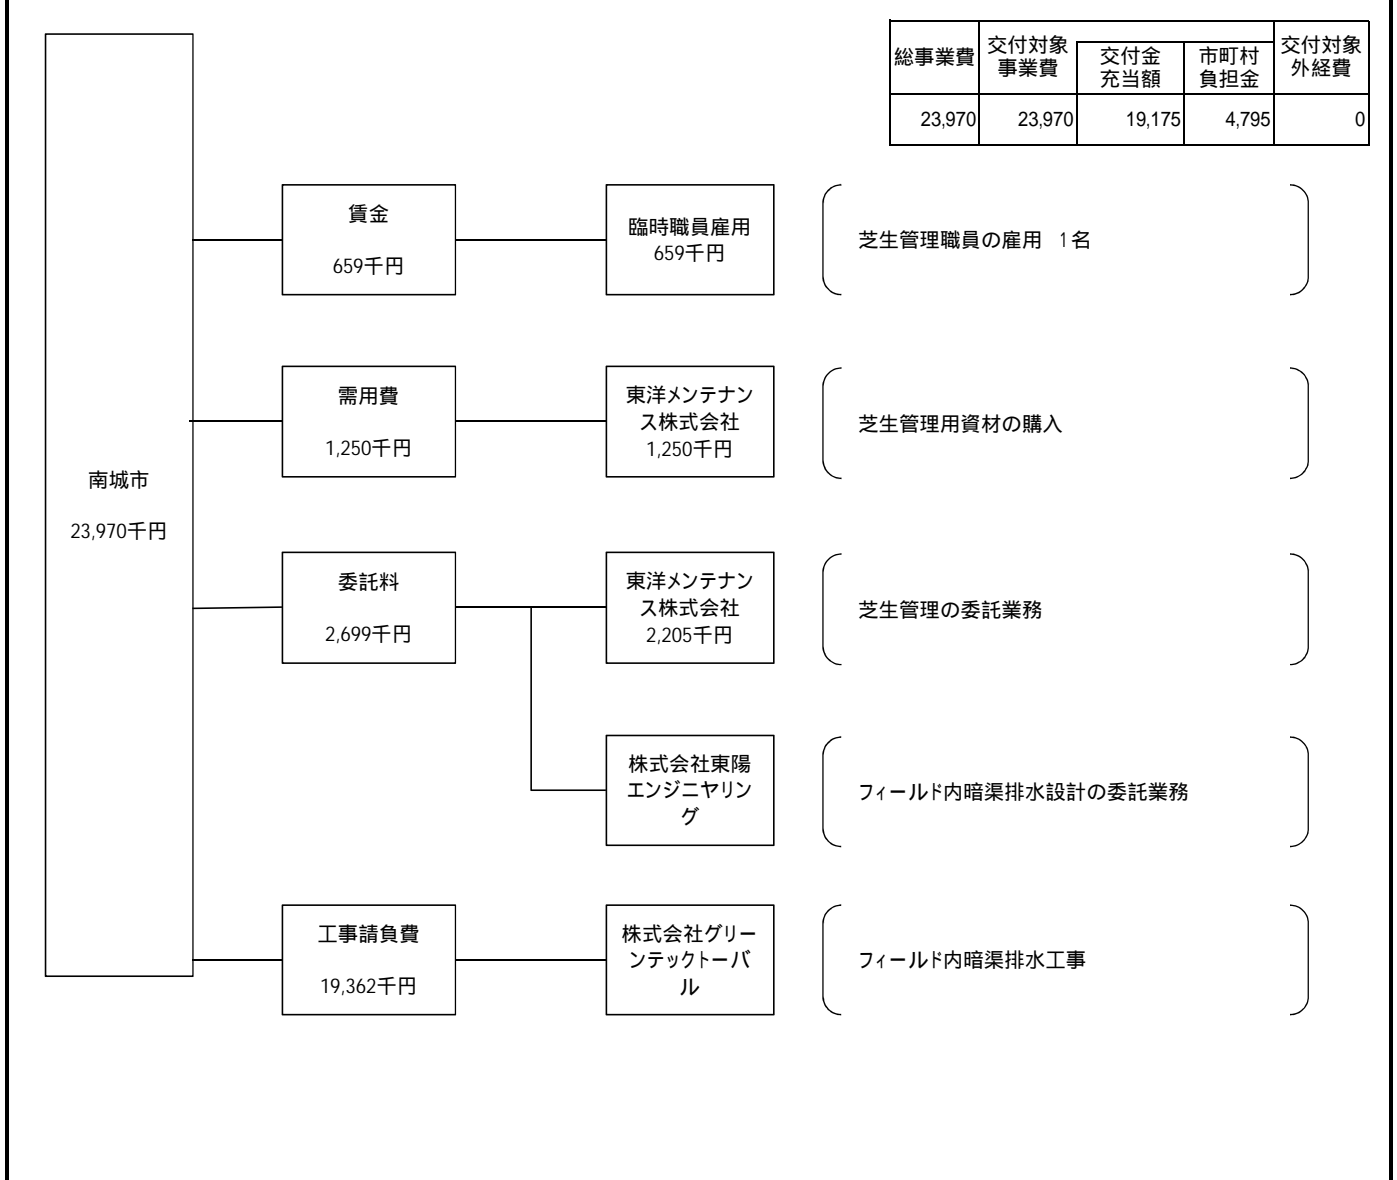 総事業費
交付対象
事業費
交付金
充当額
市町村
負担金
交付対象
外経費
23,970
23,970
19,175
4,795
0
南城市
23,970千円
賃金
659千円
臨時職員雇用
659千円
芝生管理職員の雇用 1名
需用費
1,250千円
東洋メンテナン
ス株式会社
1,250千円
芝生管理用資材の購入
委託料
2,699千円
東洋メンテナン
ス株式会社
2,205千円
芝生管理の委託業務
株式会社東陽
エンジニヤリン
グ
フィールド内暗渠排水設計の委託業務
工事請負費
19,362千円
株式会社グリー
ンテックトーバ
ル
フィールド内暗渠排水工事